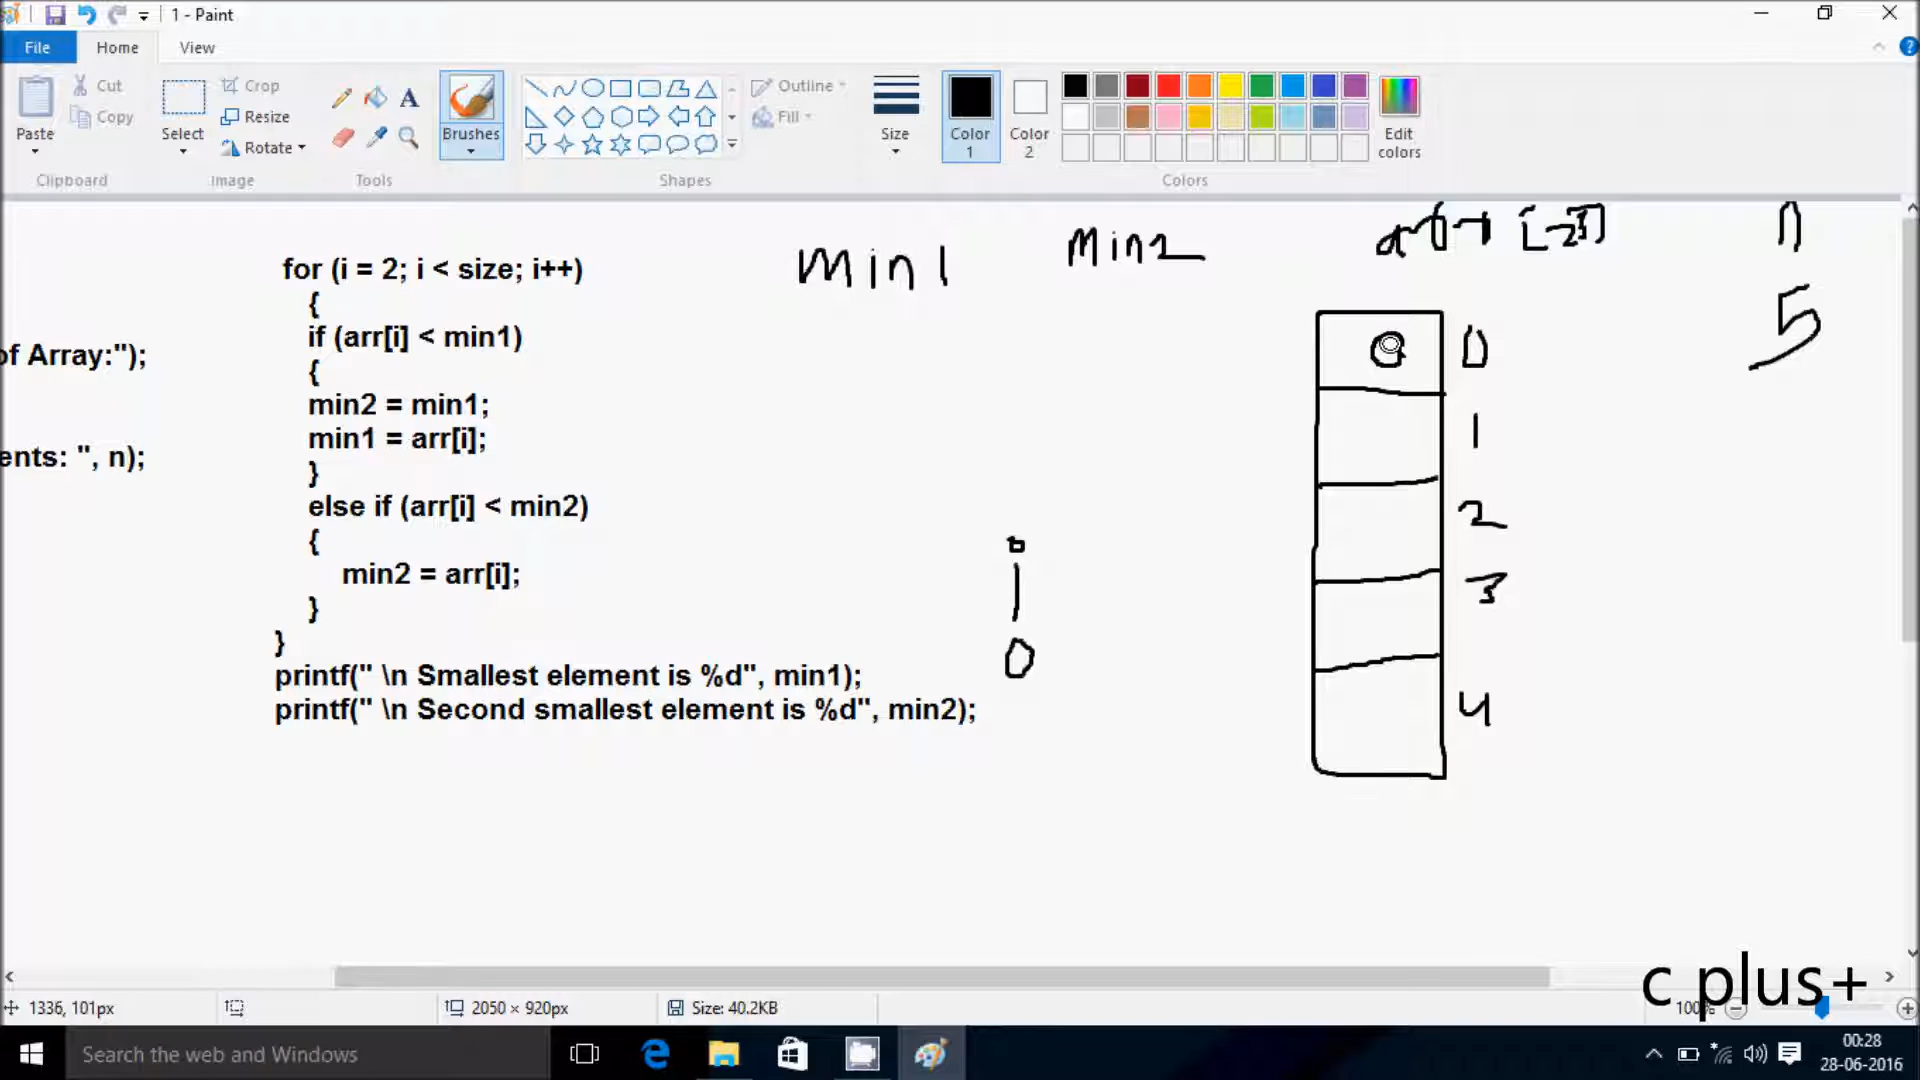 1 - Paint
File Home View
Paste
Cut
Copy
Clipboard
Select
Crop
Resize
Rotate
Image
Tools
Brushes
Shapes
Outline
Fill
Size
Color 1
Color 2
Colors
Edit colors
of Array:");
ents: ", n);
for (i = 2; i < size; i++)
{
if (arr[i] < min1)
{
min2 = min1;
min1 = arr[i];
}
else if (arr[i] < min2)
{
min2 = arr[i];
}
}
printf(" \n Smallest element is %d", min1);
printf(" \n Second smallest element is %d", min2);
Min1
Min2
n
5
i
0
0
1
2
3
4
c plus+
1336, 101px
2050 × 920px
Size: 40.2KB
100%
Search the web and Windows
00:28
28-06-2016